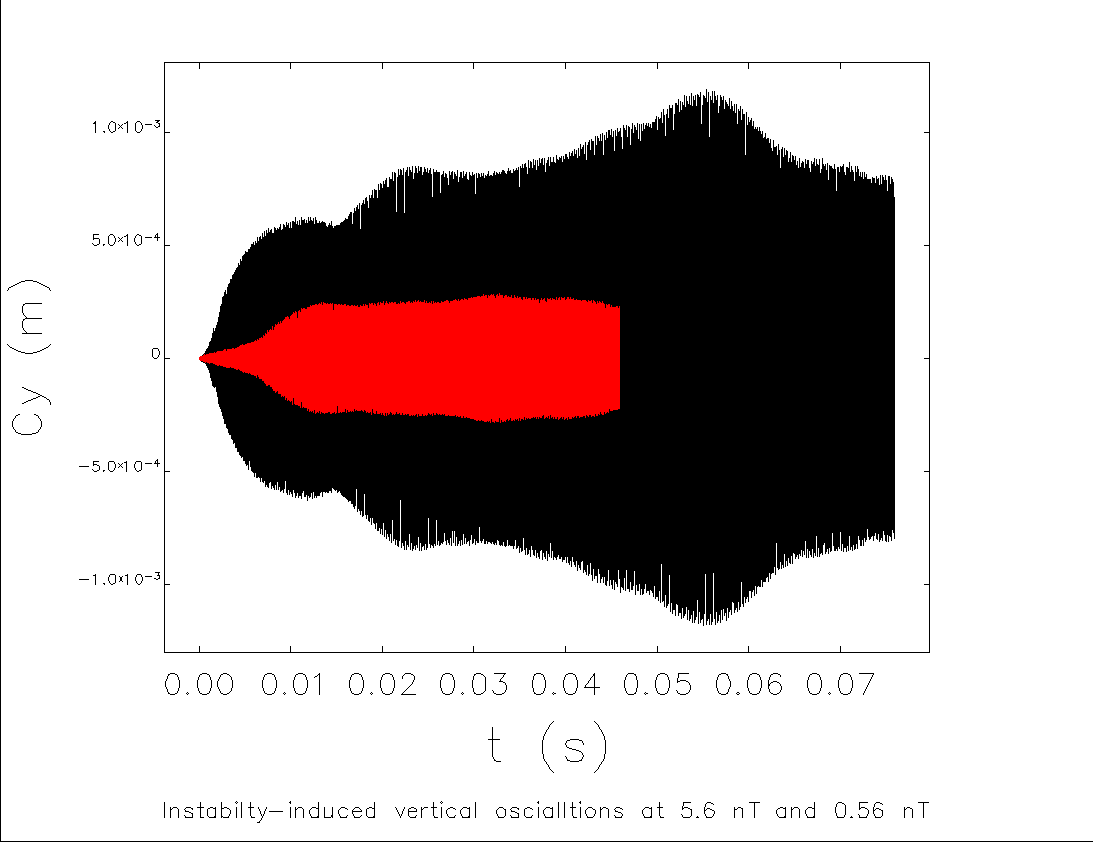 1.0×10-3
5.0×10-4
0
-5.0×10-4
-1.0×10-3
Cy (m)
0.00 0.01 0.02 0.03 0.04 0.05 0.06 0.07
t (s)
Instabilty-induced vertical oscialltions at 5.6 nT and 0.56 nT